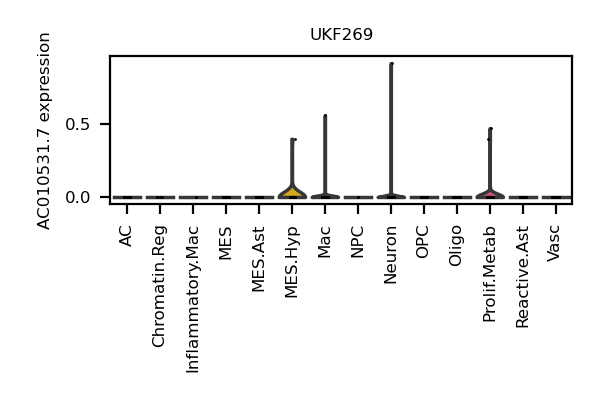 UKF269
AC010531.7 expression
0.5
0.0
AC
Chromatin.Reg
Inflammatory.Mac
MES
MES.Ast
MES.Hyp
Mac
NPC
Neuron
OPC
Oligo
Prolif.Metab
Reactive.Ast
Vasc